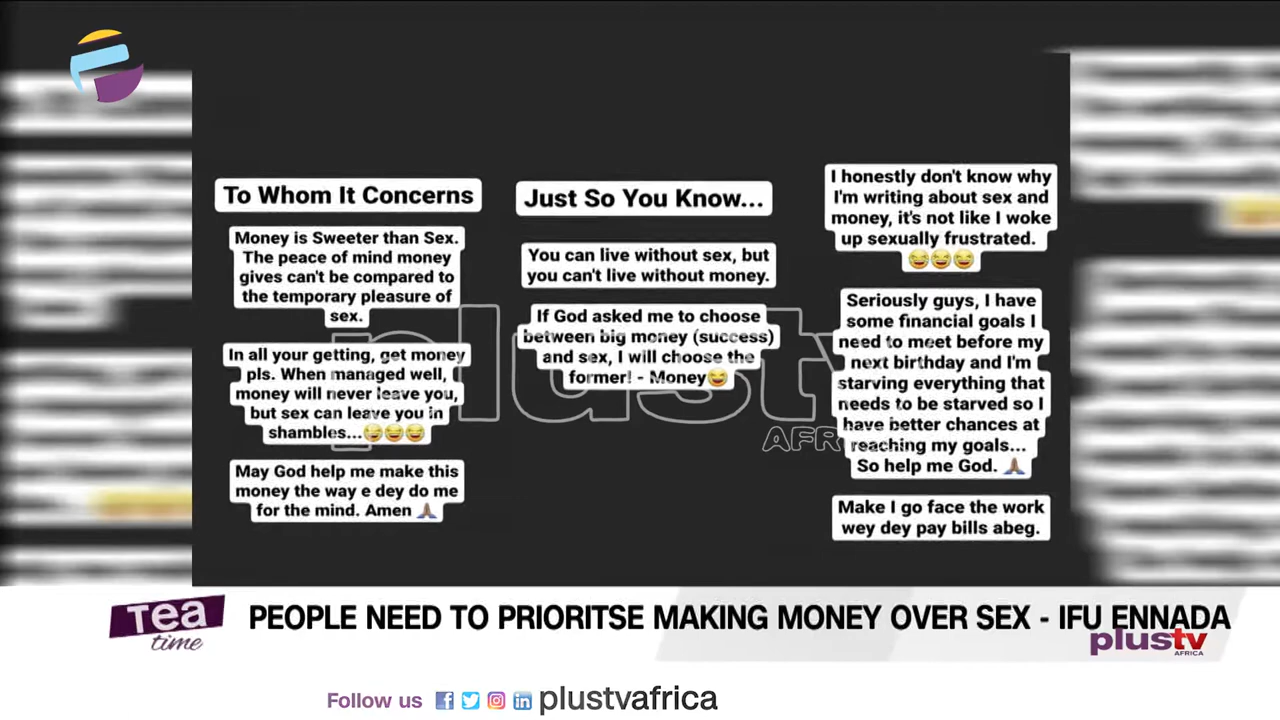 To Whom It Concerns
Money is Sweeter than Sex.
The peace of mind money
gives can't be compared to
the temporary pleasure of
sex.
In all your getting, get money
pls. When managed well,
money will never leave you,
but sex can leave you in
shambles...😂😂😂
May God help me make this
money the way e dey do me
for the mind. Amen 🙏🏾
Just So You Know...
You can live without sex, but
you can't live without money.
If God asked me to choose
between big money (success)
and sex, I will choose the
former! - Money😂
I honestly don't know why
I'm writing about sex and
money, it's not like I woke
up sexually frustrated.
😂😂😂
Seriously guys, I have
some financial goals I
need to meet before my
next birthday and I'm
starving everything that
needs to be starved so I
have better chances at
reaching my goals...
So help me God. 🙏🏾
Make I go face the work
wey dey pay bills abeg.
plustv
AFRICA
Tea
time
PEOPLE NEED TO PRIORITSE MAKING MONEY OVER SEX - IFU ENNADA
plustv
AFRICA
Follow us plustvafrica